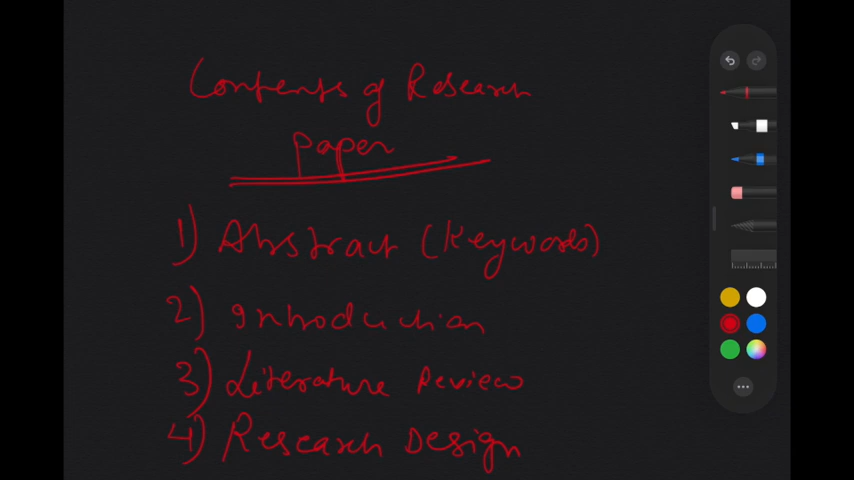 Contents of Research
Paper
1) Abstract (Keywords)
2) Introduction
3) Literature Review
4) Research Design